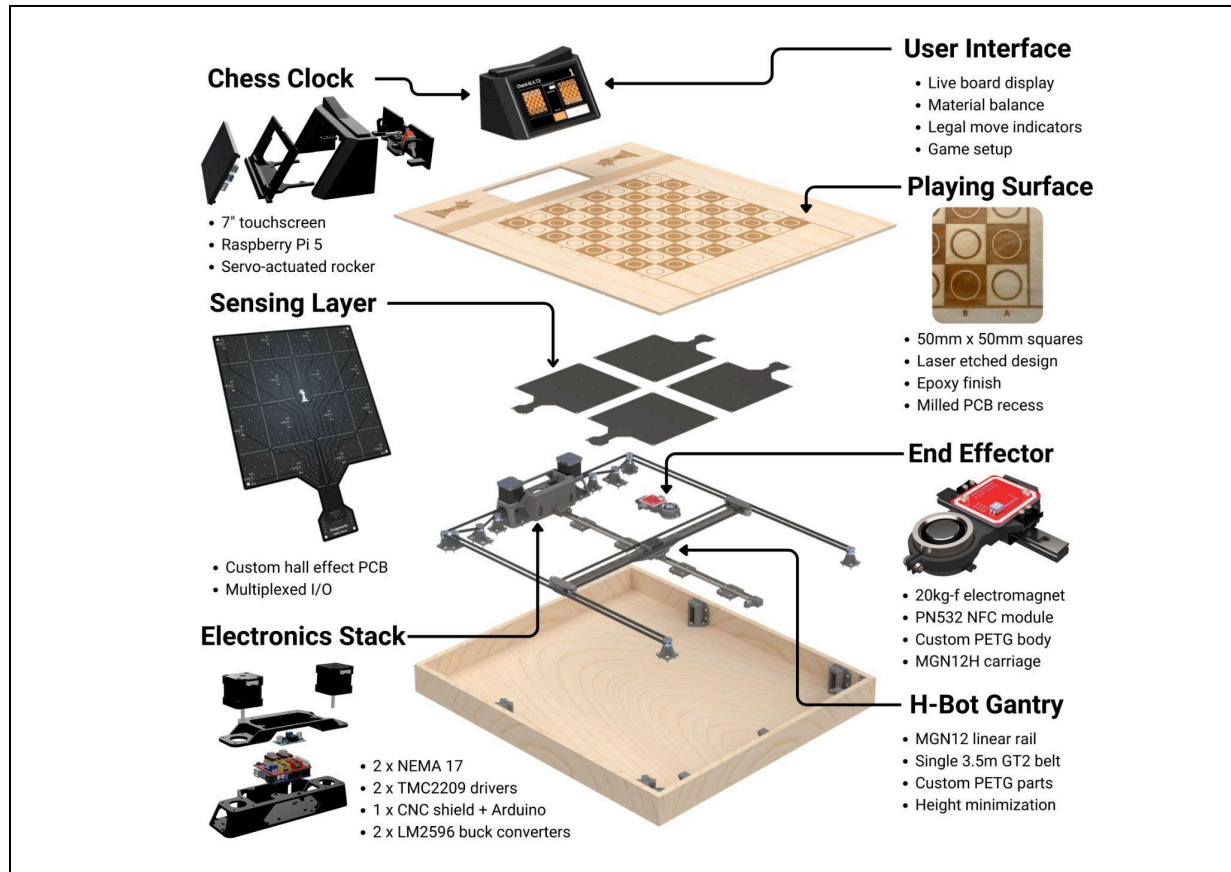 Chess Clock
• 7" touchscreen
• Raspberry Pi 5
• Servo-actuated rocker
Check-M.A.T.E
User Interface
• Live board display
• Material balance
• Legal move indicators
• Game setup
Playing Surface
B A
• 50mm x 50mm squares
• Laser etched design
• Epoxy finish
• Milled PCB recess
Sensing Layer
• Custom hall effect PCB
• Multiplexed I/O
End Effector
• 20kg-f electromagnet
• PN532 NFC module
• Custom PETG body
• MGN12H carriage
Electronics Stack
• 2 x NEMA 17
• 2 x TMC2209 drivers
• 1 x CNC shield + Arduino
• 2 x LM2596 buck converters
H-Bot Gantry
• MGN12 linear rail
• Single 3.5m GT2 belt
• Custom PETG parts
• Height minimization